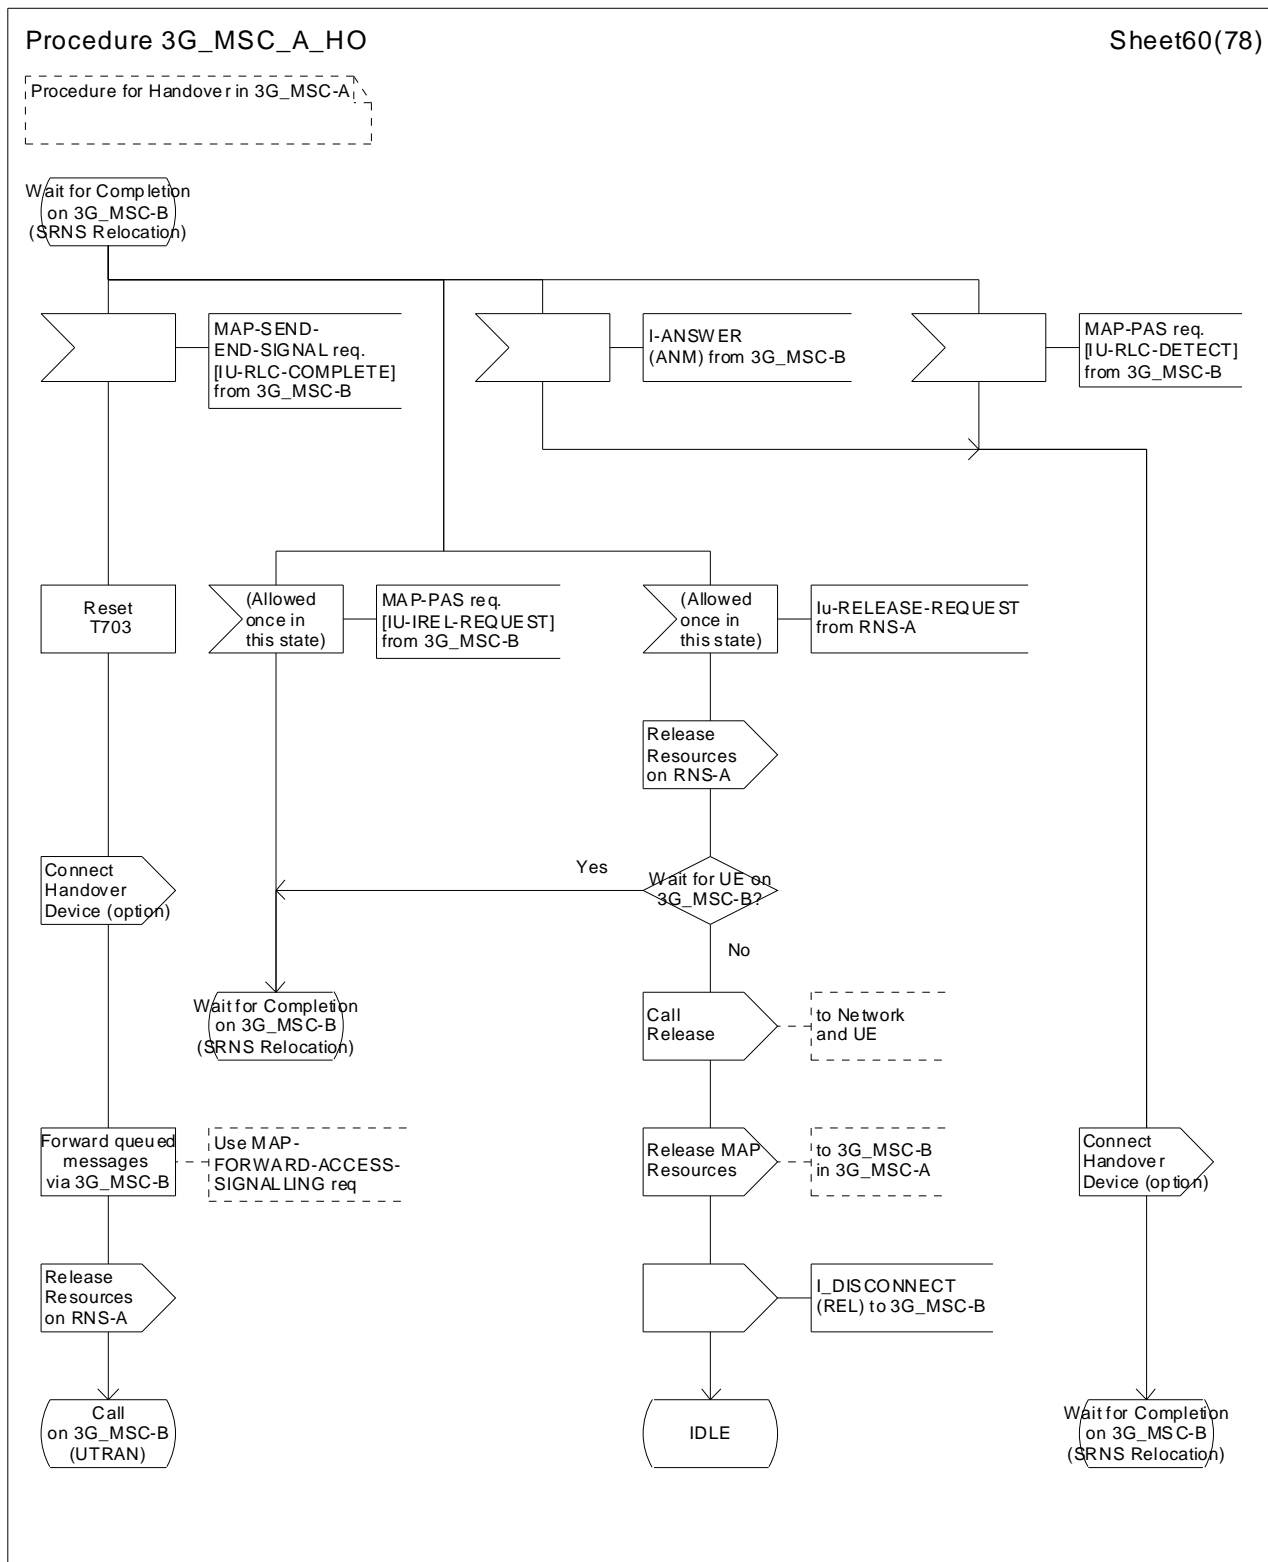 Procedure 3G_MSC_A_HO
Sheet60(78)
Procedure for Handover in 3G_MSC-A
Wait for Completion
on 3G_MSC-B
(SRNS Relocation)
MAP-SEND-
END-SIGNAL req.
[IU-RLC-COMPLETE]
from 3G_MSC-B
I-ANSWER
(ANM) from 3G_MSC-B
MAP-PAS req.
[IU-RLC-DETECT]
from 3G_MSC-B
Reset
T703
(Allowed
once in
this state)
MAP-PAS req.
[IU-IREL-REQUEST]
from 3G_MSC-B
(Allowed
once in
this state)
Iu-RELEASE-REQUEST
from RNS-A
Release
Resources
on RNS-A
Connect
Handover
Device (option)
Yes
Wait for UE on
3G_MSC-B?
No
Wait for Completion
on 3G_MSC-B
(SRNS Relocation)
Call
Release
to Network
and UE
Forward queued
messages
via 3G_MSC-B
Use MAP-
FORWARD-ACCESS-
SIGNALLING req
Release MAP
Resources
to 3G_MSC-B
in 3G_MSC-A
Connect
Handover
Device (option)
Release
Resources
on RNS-A
I_DISCONNECT
(REL) to 3G_MSC-B
Call
on 3G_MSC-B
(UTRAN)
IDLE
Wait for Completion
on 3G_MSC-B
(SRNS Relocation)